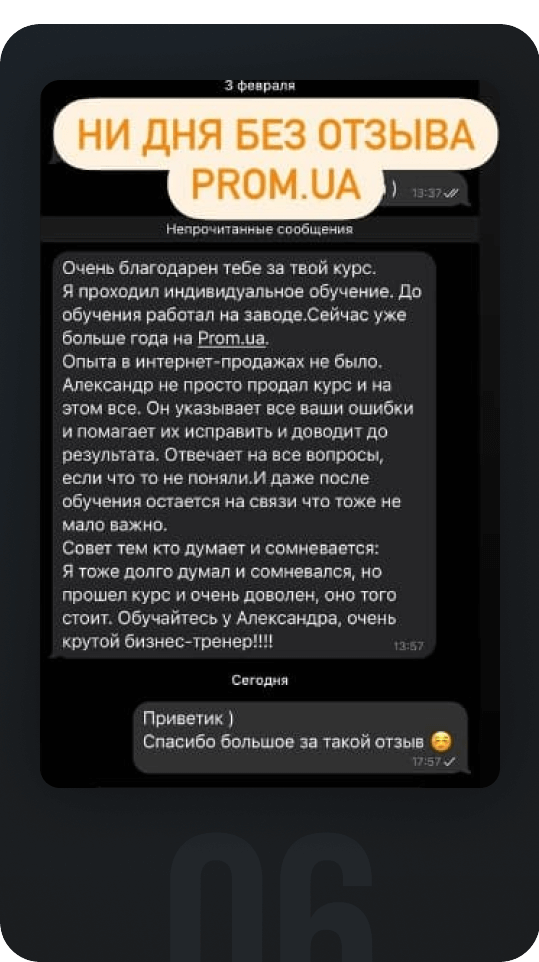 3 февраля
НИ ДНЯ БЕЗ ОТЗЫВА
PROM.UA
) 13:37
Непрочитанные сообщения
Очень благодарен тебе за твой курс.
Я проходил индивидуальное обучение. До
обучения работал на заводе.Сейчас уже
больше года на Prom.ua.
Опыта в интернет-продажах не было.
Александр не просто продал курс и на
этом все. Он указывает все ваши ошибки
и помагает их исправить и доводит до
результата. Отвечает на все вопросы,
если что то не поняли.И даже после
обучения остается на связи что тоже не
мало важно.
Совет тем кто думает и сомневается:
Я тоже долго думал и сомневался, но
прошел курс и очень доволен, оно того
стоит. Обучайтесь у Александра, очень
крутой бизнес-тренер!!!!
13:57
Сегодня
Приветик )
Спасибо большое за такой отзыв ☺️
17:57
06